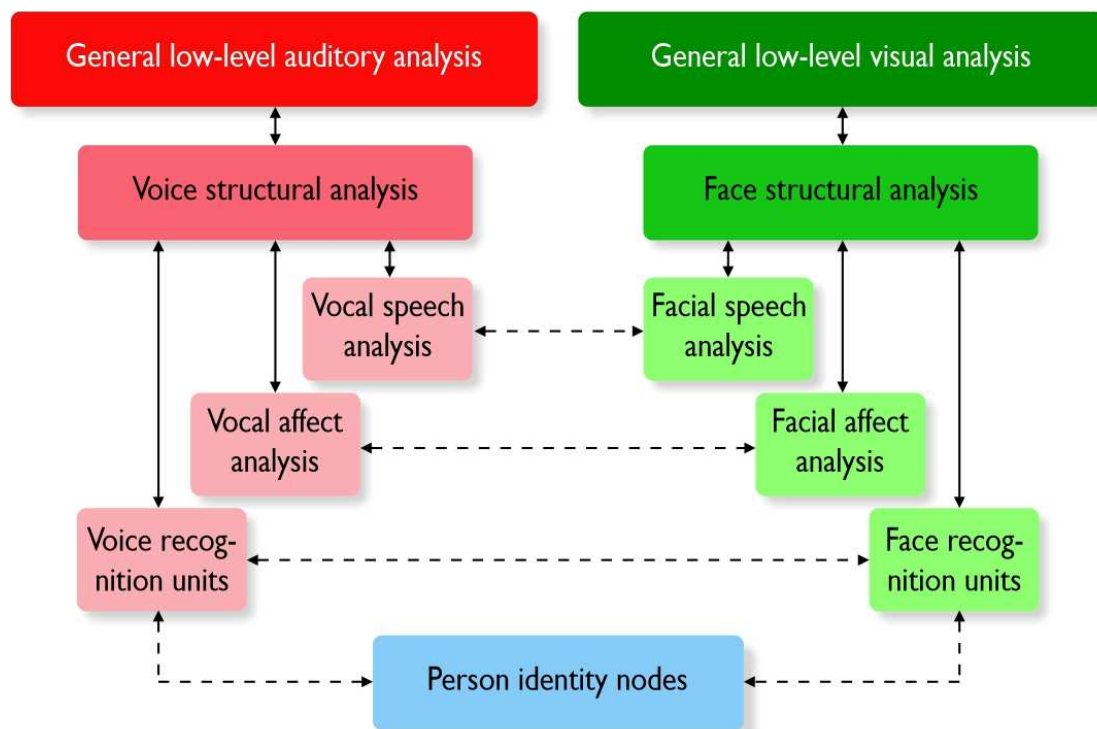 General low-level auditory analysis
General low-level visual analysis
Voice structural analysis
Face structural analysis
Vocal speech
analysis
Facial speech
analysis
Vocal affect
analysis
Facial affect
analysis
Voice recog-
nition units
Face recog-
nition units
Person identity nodes